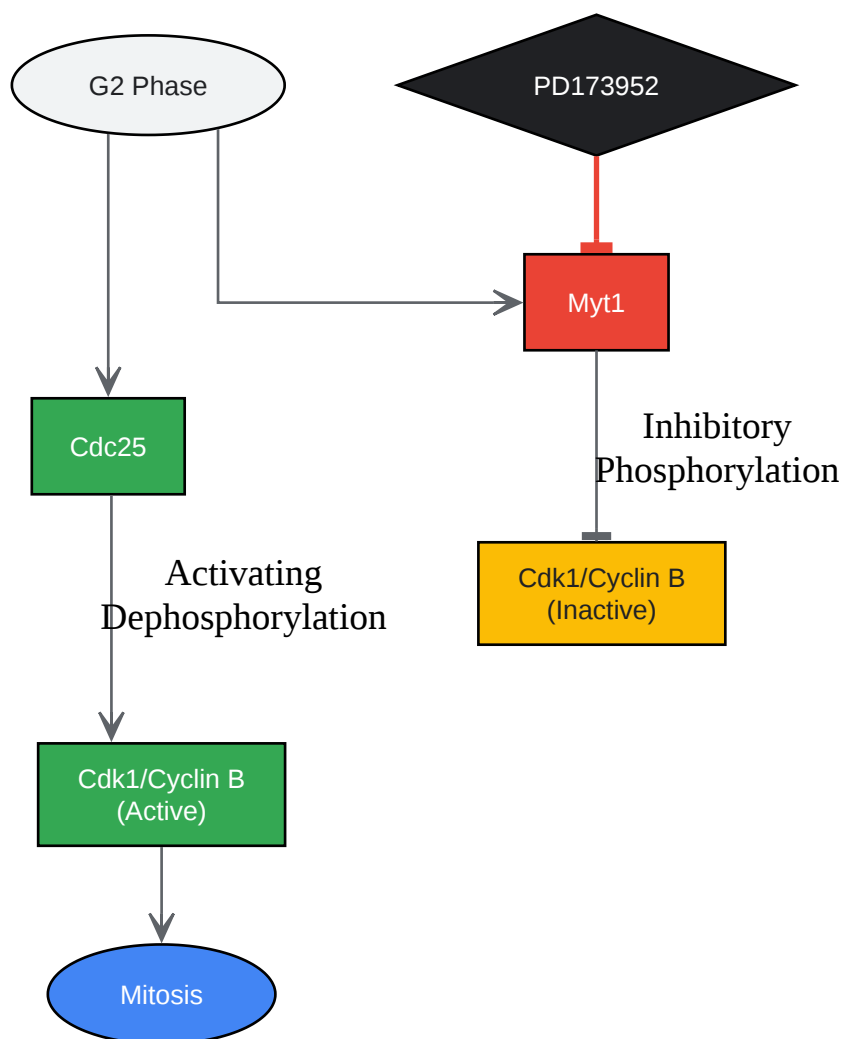 G2 Phase
PD173952
Myt1
Inhibitory
Phosphorylation
Cdc25
Activating
Dephosphorylation
Cdk1/Cyclin B
(Inactive)
Cdk1/Cyclin B
(Active)
Mitosis